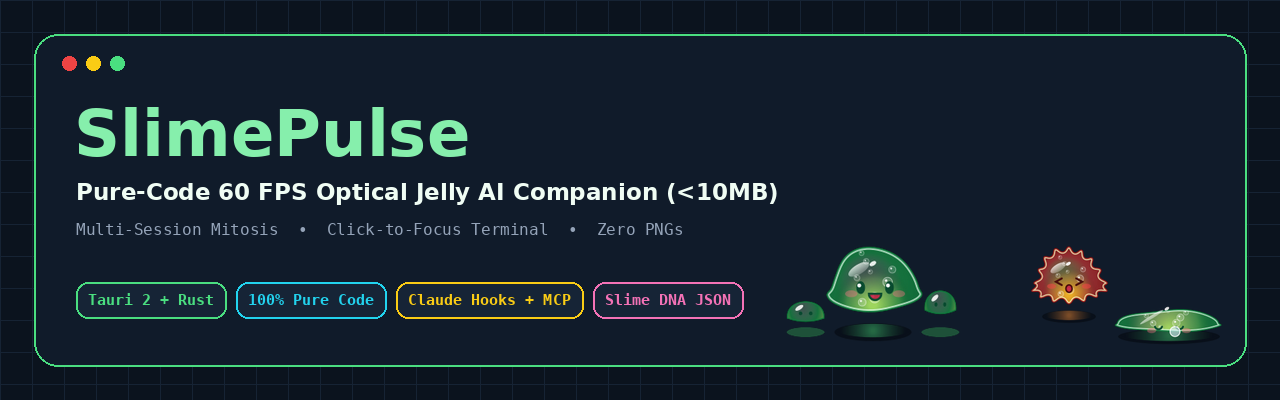 SlimePulse
Pure-Code 60 FPS Optical Jelly AI Companion (<10MB)
Multi-Session Mitosis • Click-to-Focus Terminal • Zero PNGs
Tauri 2 + Rust 100% Pure Code Claude Hooks + MCP Slime DNA JSON